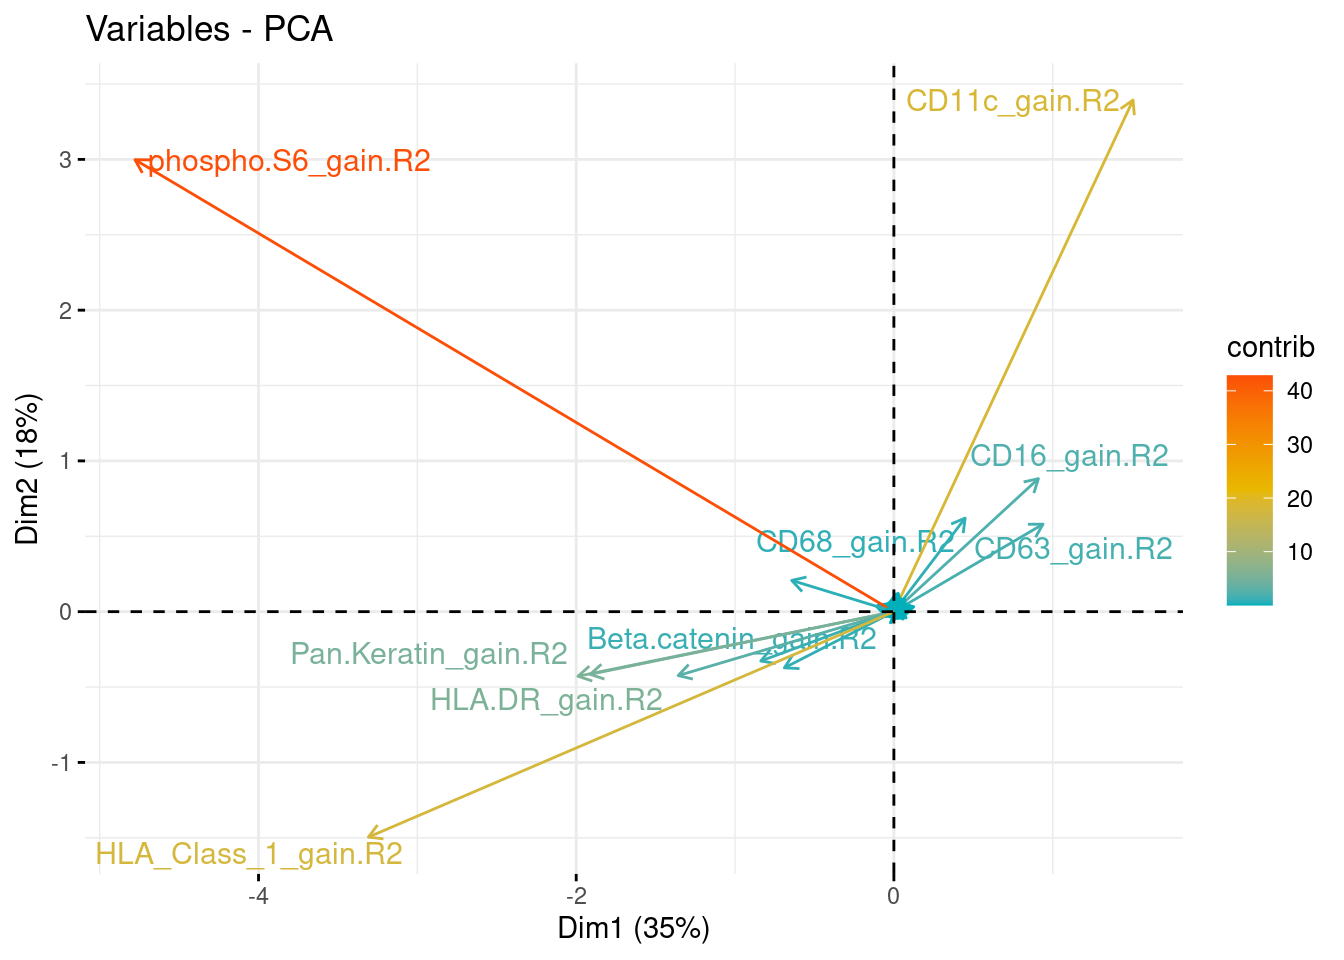 Variables - PCA
CD11c_gain.R2
phospho.S6_gain.R2
CD16_gain.R2
CD68_gain.R2
CD63_gain.R2
Beta.catenin_gain.R2
Pan.Keratin_gain.R2
HLA.DR_gain.R2
HLA_Class_1_gain.R2
3
2
1
0
-1
-4
-2
0
Dim1 (35%)
Dim2 (18%)
contrib
40
30
20
10